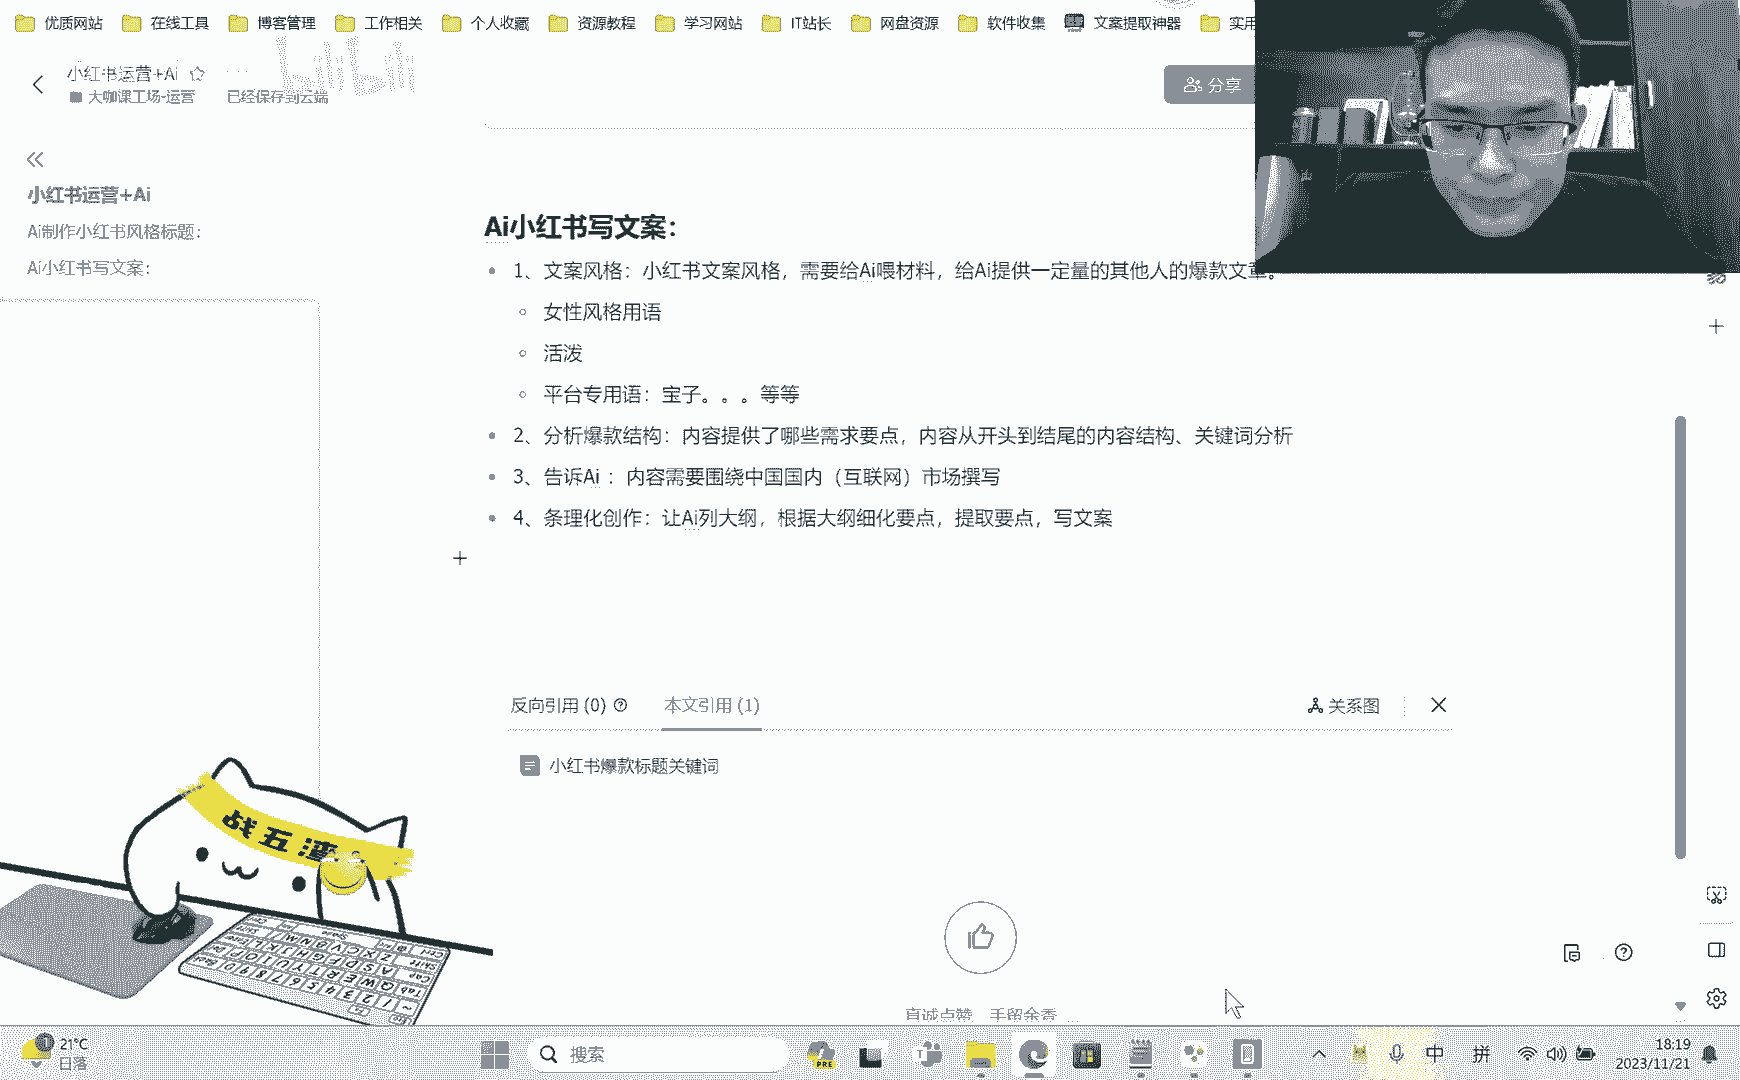 优质网站 在线工具 博客管理 工作相关 个人收藏 资源教程 学习网站 IT站长 网盘资源 软件收集 文案提取神器 实用
bilibili
小红书运营+Ai
大咖课工场-运营 已经保存到云端
分享
小红书运营+Ai
Ai制作小红书风格标题：
Ai小红书写文案：
Ai小红书写文案：
1、文案风格：小红书文案风格，需要给Ai喂材料，给Ai提供一定量的其他人的爆款文章。
女性风格用语
活泼
平台专用语：宝子。。。等等
2、分析爆款结构：内容提供了哪些需求要点，内容从开头到结尾的内容结构、关键词分析
3、告诉Ai ：内容需要围绕中国国内（互联网）市场撰写
4、条理化创作：让Ai列大纲，根据大纲细化要点，提取要点，写文案
反向引用 (0) 本文引用 (1) 关系图
小红书爆款标题关键词
战五渣
真诚点赞，手留余香
21°C
日落
搜索
PRE
中 拼
18:19
2023/11/21